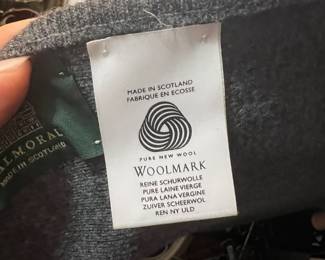 LMORAL
MADE IN SCOTLAND
MADE IN SCOTLAND
FABRIQUE EN ECOSSE
PURE NEW WOOL
WOOLMARK
REINE SCHURWOLLE
PURE LAINE VIERGE
PURA LANA VERGINE
ZUIVER SCHEERWOL
REN NY ULD